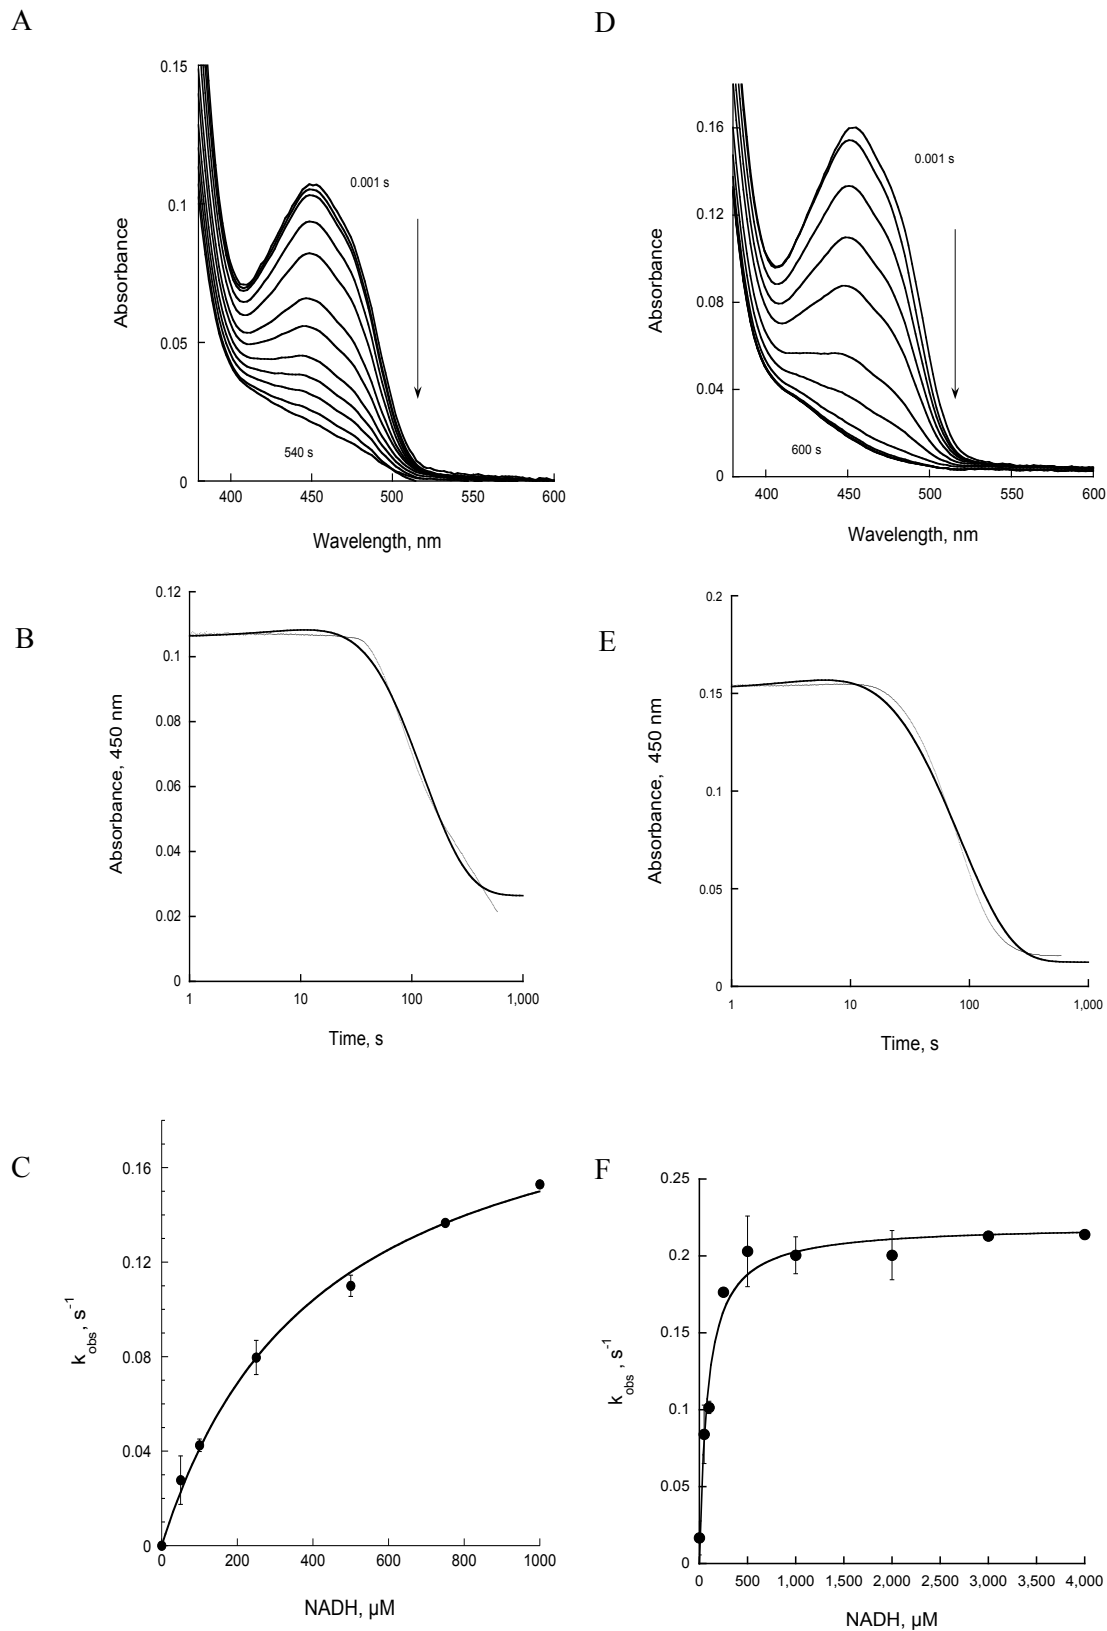 A
D
0.15
0.1
0.05
0
Absorbance
0.001 s
540 s
400 450 500 550 600
Wavelength, nm
0.16
0.12
0.08
0.04
0
Absorbance
0.001 s
600 s
400 450 500 550 600
Wavelength, nm
B
0.12
0.1
0.08
0.06
0.04
0.02
0
Absorbance, 450 nm
1 10 100 1,000
Time, s
E
0.2
0.15
0.1
0.05
0
Absorbance, 450 nm
1 10 100 1,000
Time, s
C
0.16
0.12
0.08
0.04
0
k_obs, s^-1
0 200 400 600 800 1000
NADH, µM
F
0.25
0.2
0.15
0.1
0.05
0
k_obs, s^-1
0 500 1,000 1,500 2,000 2,500 3,000 3,500 4,000
NADH, µM